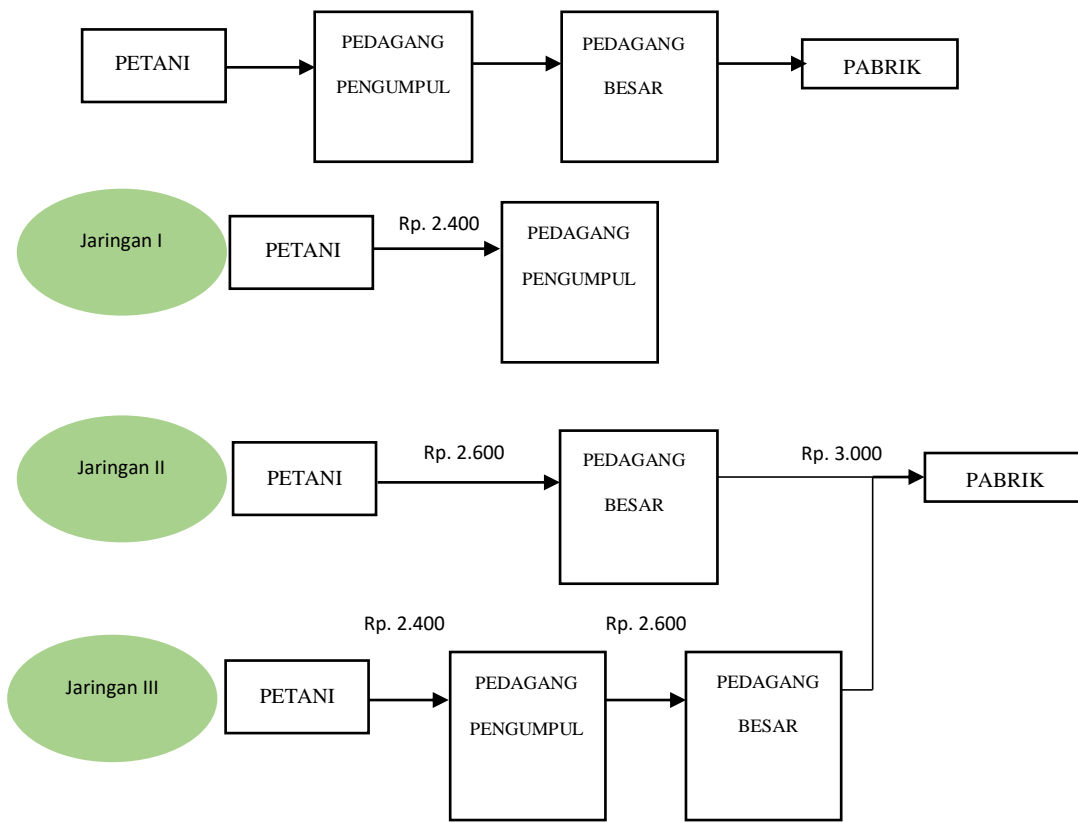 PETANI
PEDAGANG
PENGUMPUL
PEDAGANG
BESAR
PABRIK
Jaringan I
PETANI
Rp. 2.400
PEDAGANG
PENGUMPUL
Jaringan II
PETANI
Rp. 2.600
PEDAGANG
BESAR
Rp. 3.000
PABRIK
Jaringan III
PETANI
Rp. 2.400
PEDAGANG
PENGUMPUL
Rp. 2.600
PEDAGANG
BESAR